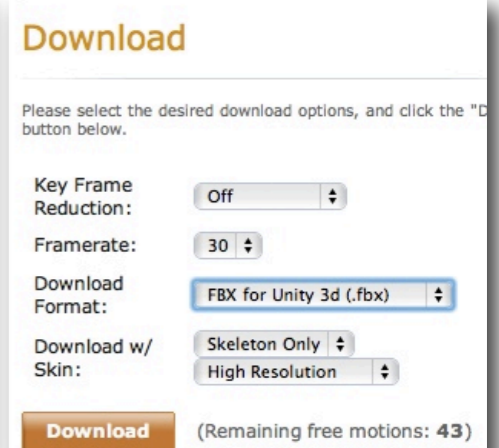 Download
Please select the desired download options, and click the "D
button below.
Key Frame
Reduction:
Off
Framerate:
30
Download
Format:
FBX for Unity 3d (.fbx)
Download w/
Skin:
Skeleton Only
High Resolution
Download (Remaining free motions: 43)